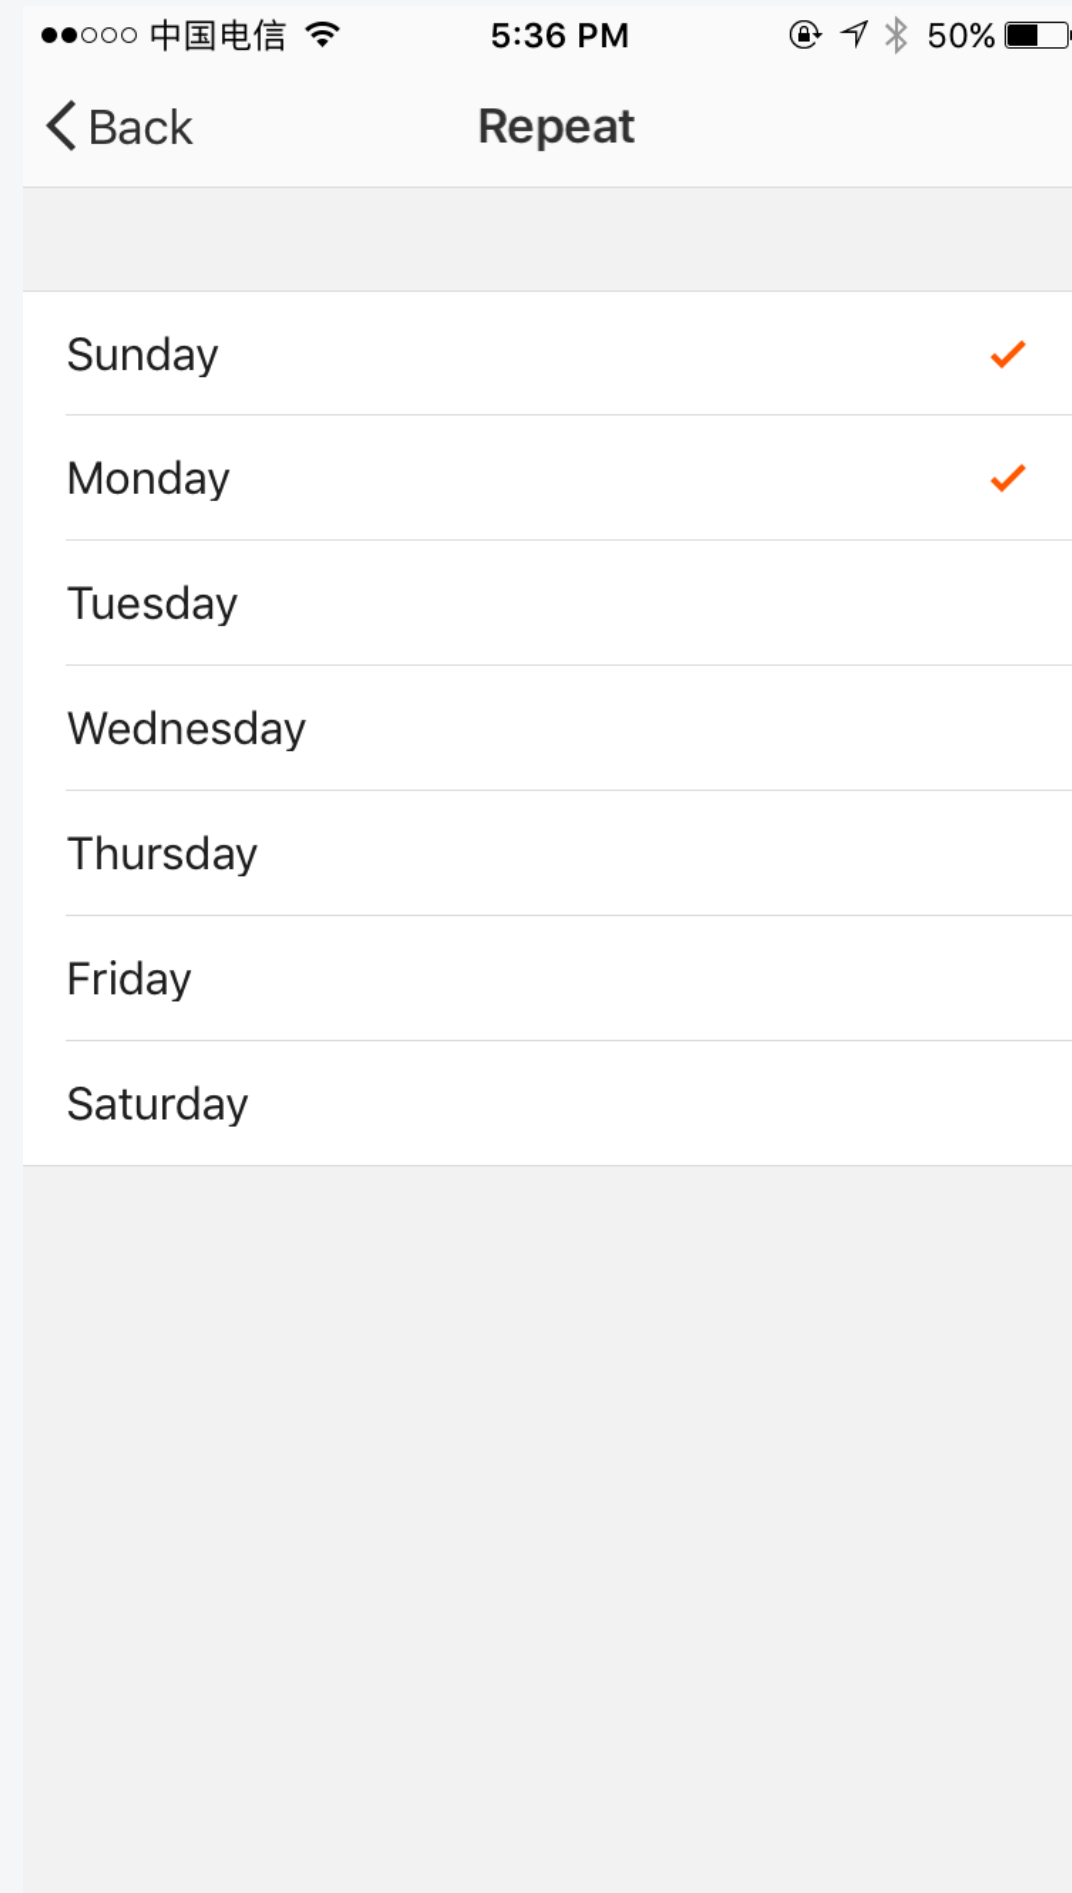 中国电信 5:36 PM 50%
Back Repeat
Sunday
Monday
Tuesday
Wednesday
Thursday
Friday
Saturday